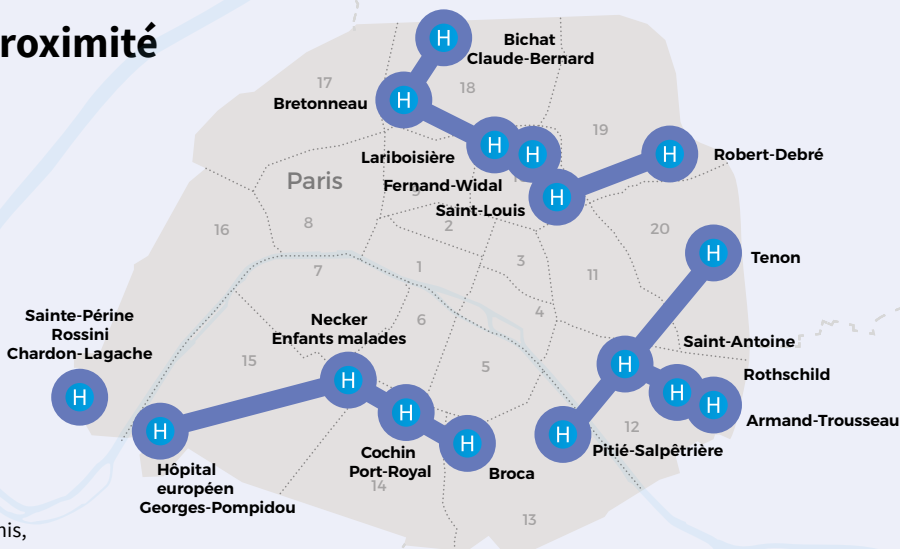 roximité
H
Bichat
Claude-Bernard
17
18
H
Bretonneau
19
H
H
H
Robert-Debré
Lariboisière
Paris
Fernand-Widal
H
Saint-Louis
16
8
2
20
H
Tenon
7
1
3
11
Sainte-Périne
Rossini
Chardon-Lagache
Necker
Enfants malades
6
4
Saint-Antoine
15
5
H
H
Rothschild
H
H
H
H
Armand-Trousseau
12
H
H
H
Pitié-Salpêtrière
Cochin
Port-Royal
Broca
Hôpital
européen
Georges-Pompidou
14
13
nis,